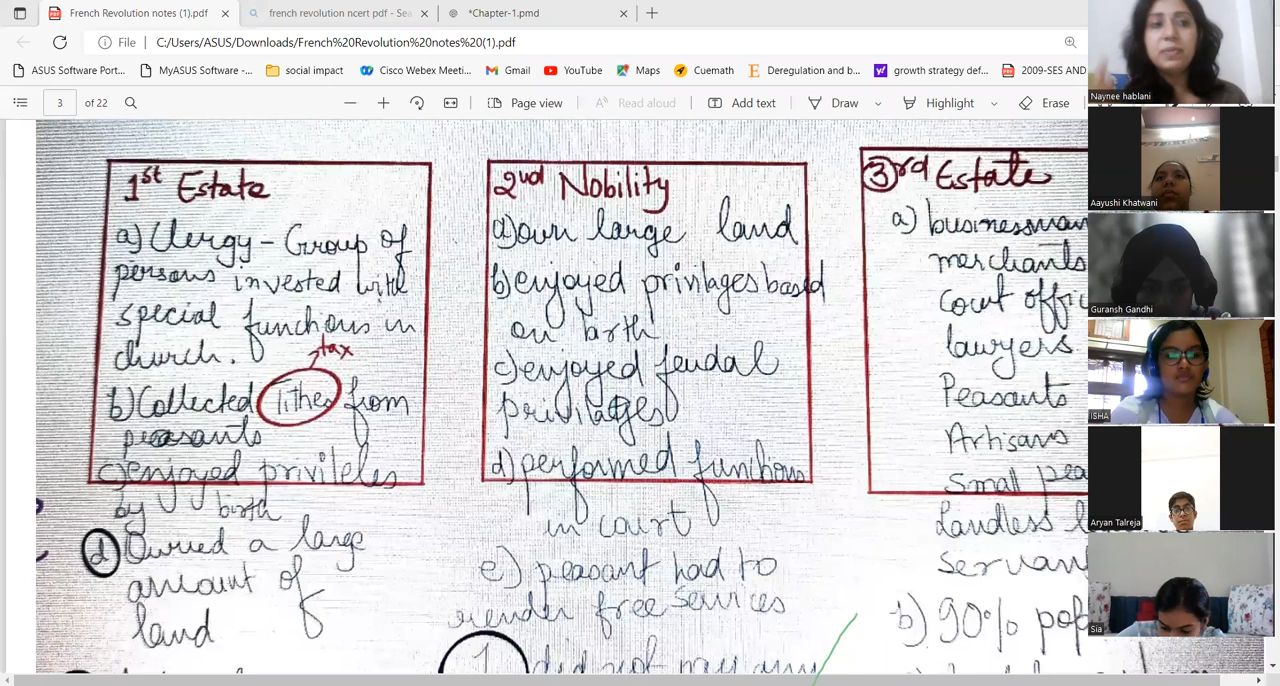 French Revolution notes (1).pdf
french revolution ncert pdf - Sea
*Chapter-1.pmd
File
C:/Users/ASUS/Downloads/French%20Revolution%20notes%20(1).pdf
ASUS Software Port...
MyASUS Software -...
social impact
Cisco Webex Meeti...
Gmail
YouTube
Maps
Cuemath
Deregulation and b...
growth strategy def...
2009-SES AND
3
of 22
Page view
Read aloud
Add text
Draw
Highlight
Erase
1st Estate
a) Clergy - Group of
persons invested with
special functions in
church.
tax
b) Collected Tithes from
peasants
c) enjoyed privileles
by birth
d) Owned a large
amount of
land
2nd Nobility
a) own large land
b) enjoyed privilages based
on birth
c) enjoyed feudal
privilages
d) performed functions
in court
peasant had to
render free services
did not pay any
3rd Estate
a) businessman
merchants
Court offic
lawyers
Peasants
Artisans
Small pea
Landless l
Servan
b) 90% pop
Naynee hablani
Aayushi Khatwani
Guransh Gandhi
ISHA
Aryan Talreja
Sia